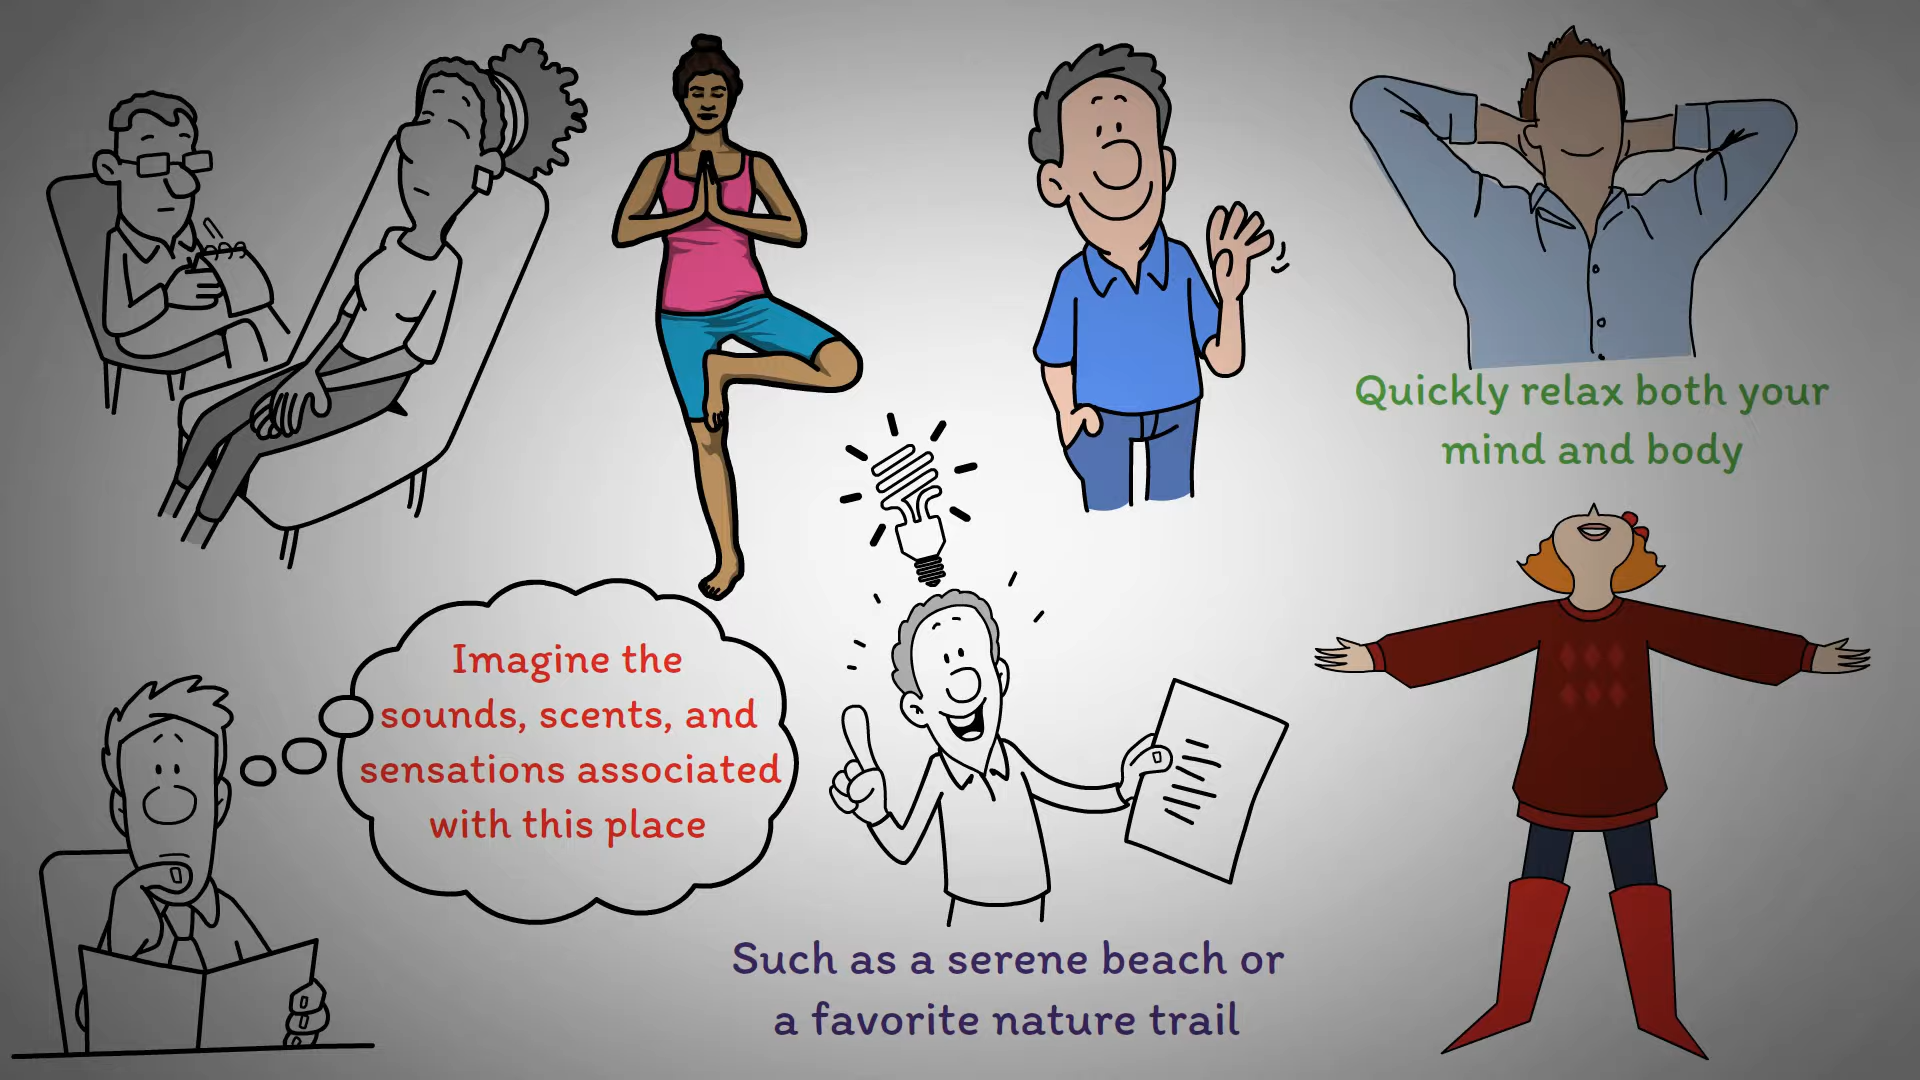 Quickly relax both your
mind and body
Imagine the
sounds, scents, and
sensations associated
with this place
Such as a serene beach or
a favorite nature trail